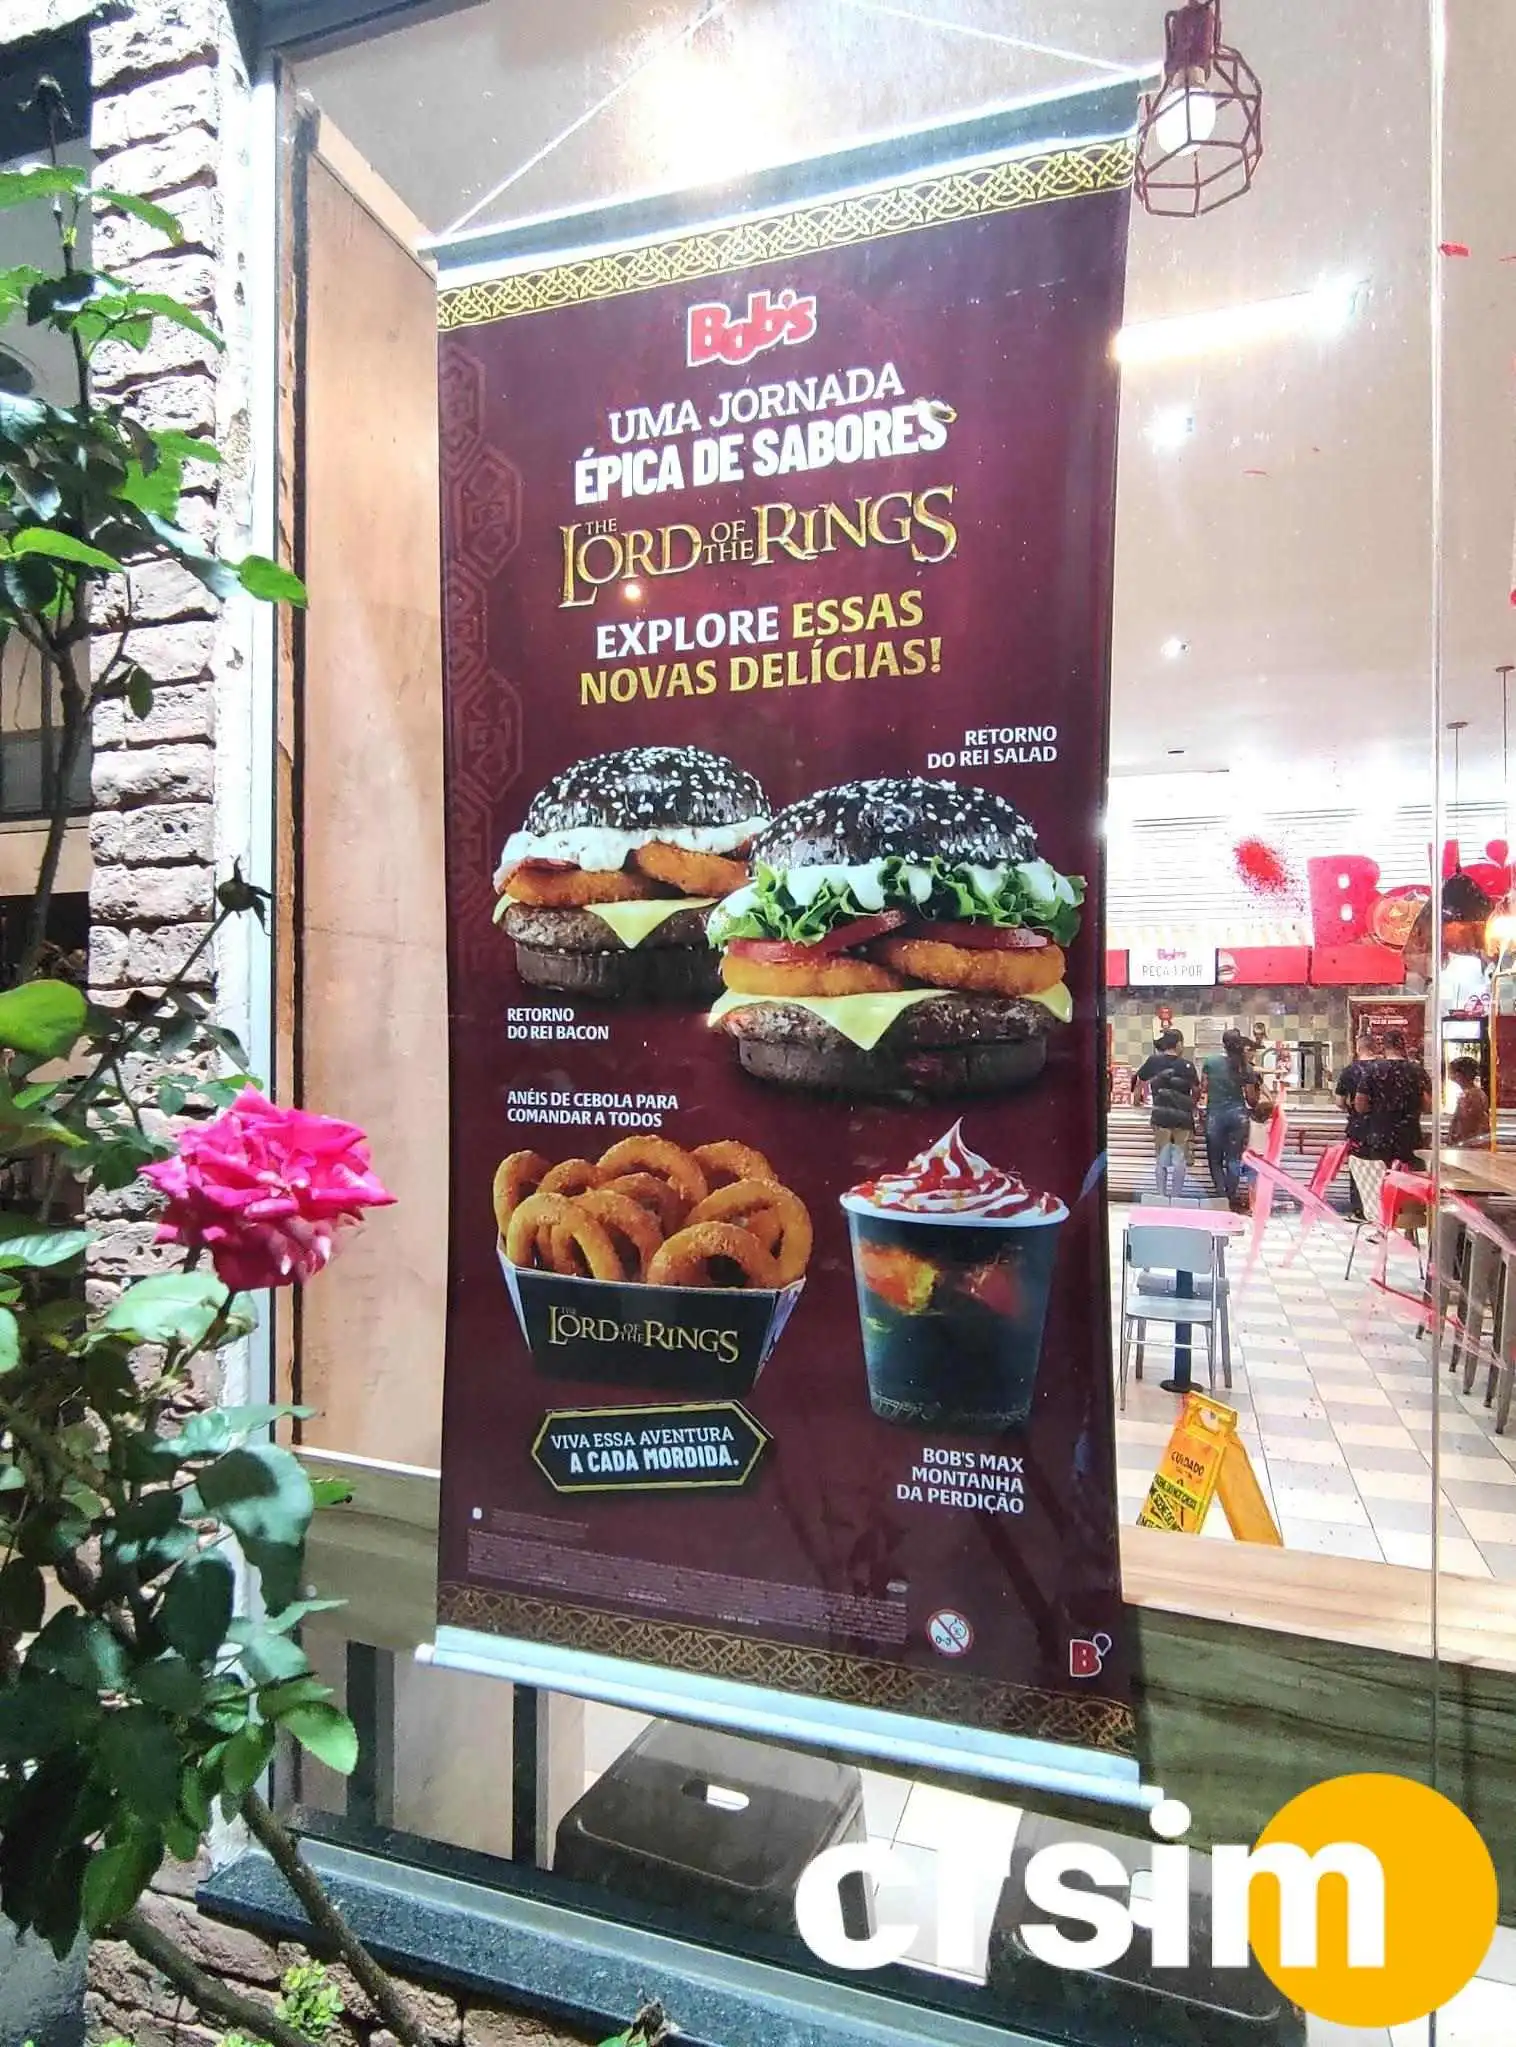 Bob's
UMA JORNADA
ÉPICA DE SABORES
THE LORD OF THE RINGS
EXPLORE ESSAS
NOVAS DELÍCIAS!
RETORNO
DO REI SALAD
RETORNO
DO REI BACON
ANÉIS DE CEBOLA PARA
COMANDAR A TODOS
THE LORD OF THE RINGS
VIVA ESSA AVENTURA
A CADA MORDIDA.
BOB'S MAX
MONTANHA
DA PERDIÇÃO
B'
Bob's
Bob's
PEÇA 1 POR
CUIDADO
crsim